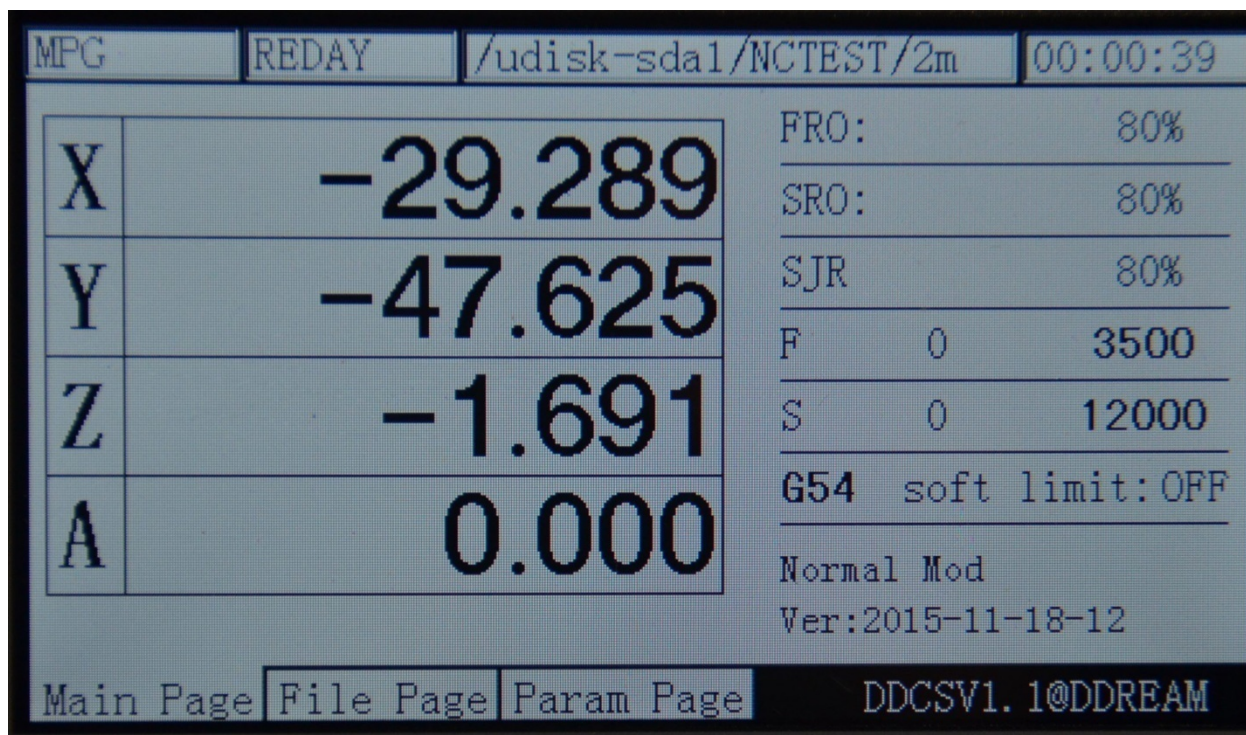 MPG REDAY /udisk-sda1/NCTEST/2m 00:00:39
X -29.289
Y -47.625
Z -1.691
A 0.000
FRO: 80%
SRO: 80%
SJR 80%
F 0 3500
S 0 12000
G54 soft limit:OFF
Normal Mod
Ver:2015-11-18-12
Main Page File Page Param Page DDCSV1.1@DDREAM